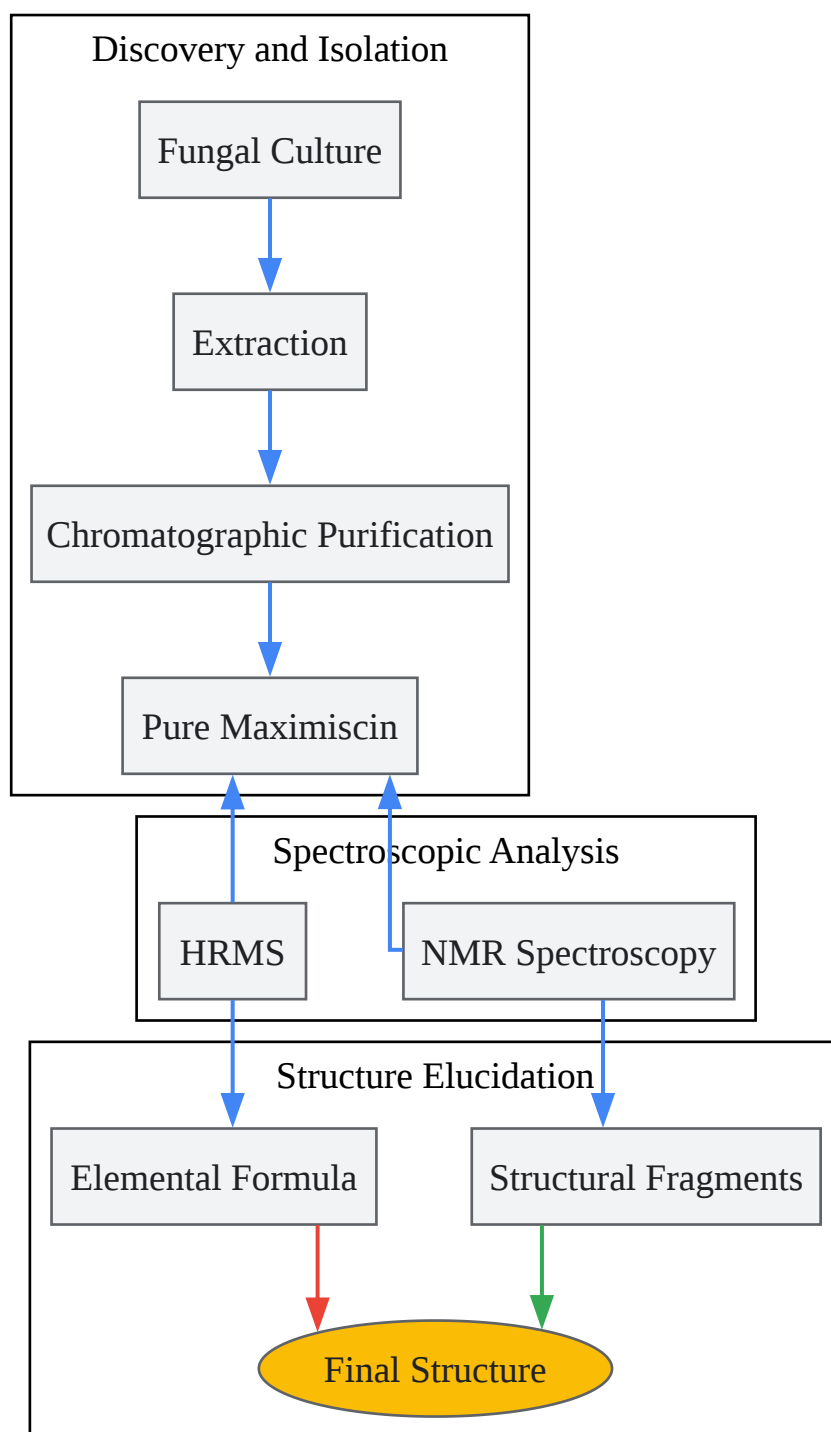 Discovery and Isolation
Fungal Culture
Extraction
Chromatographic Purification
Pure Maximiscin
Spectroscopic Analysis
HRMS
NMR Spectroscopy
Structure Elucidation
Elemental Formula
Structural Fragments
Final Structure